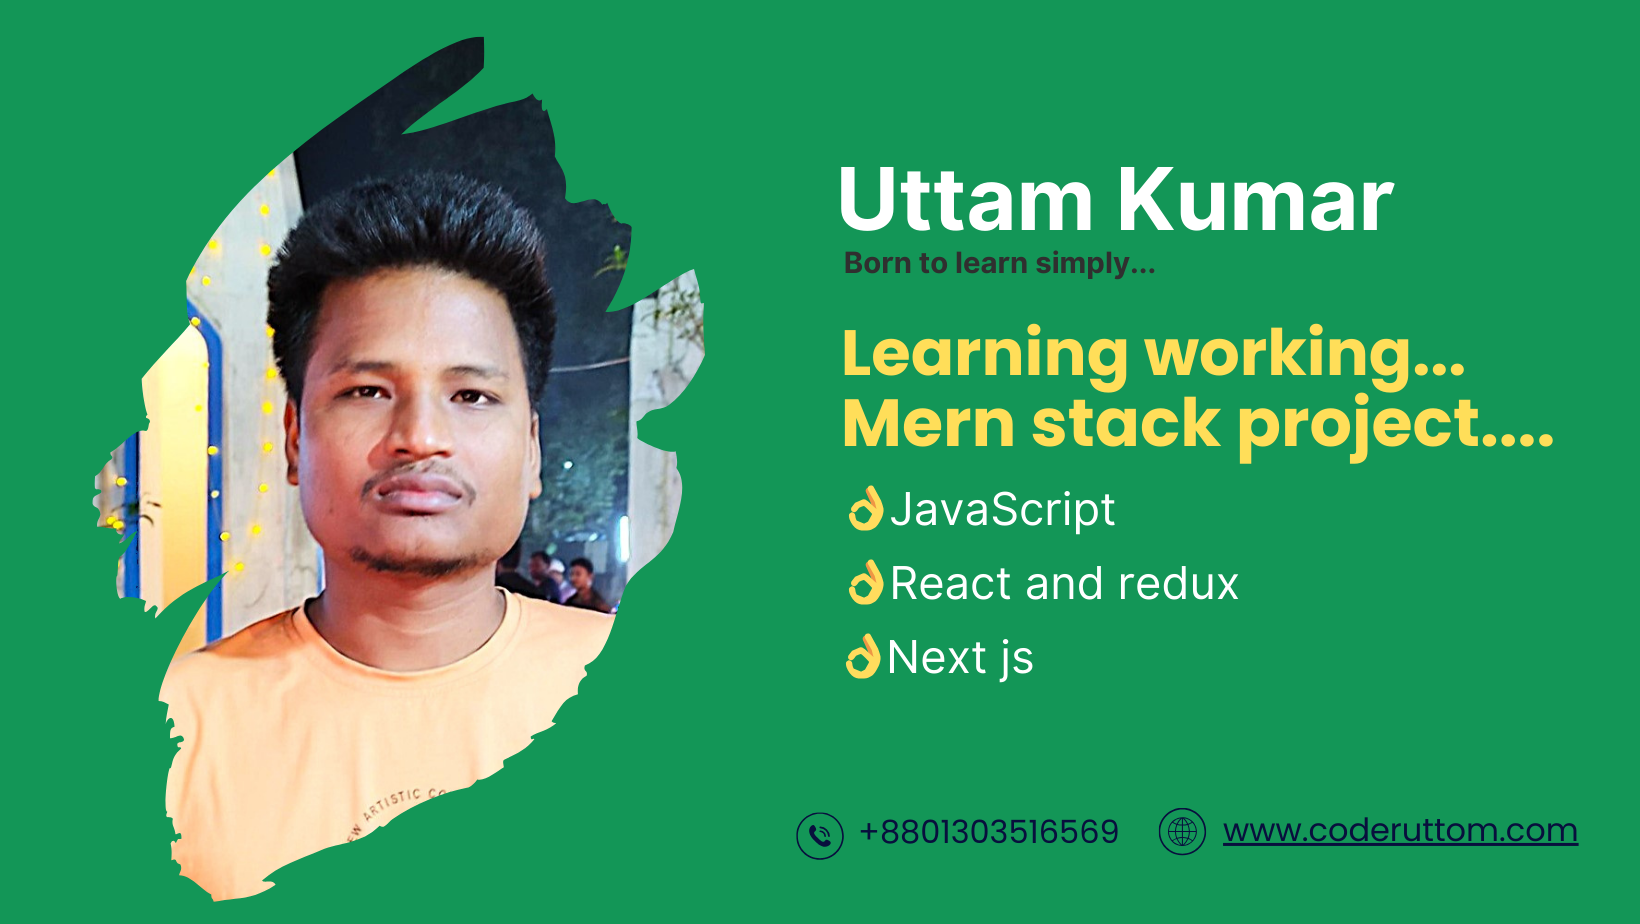 Uttam Kumar
Born to learn simply...
Learning working...
Mern stack project....
👌JavaScript
👌React and redux
👌Next js
+8801303516569
www.coderuttom.com
ARTISTIC